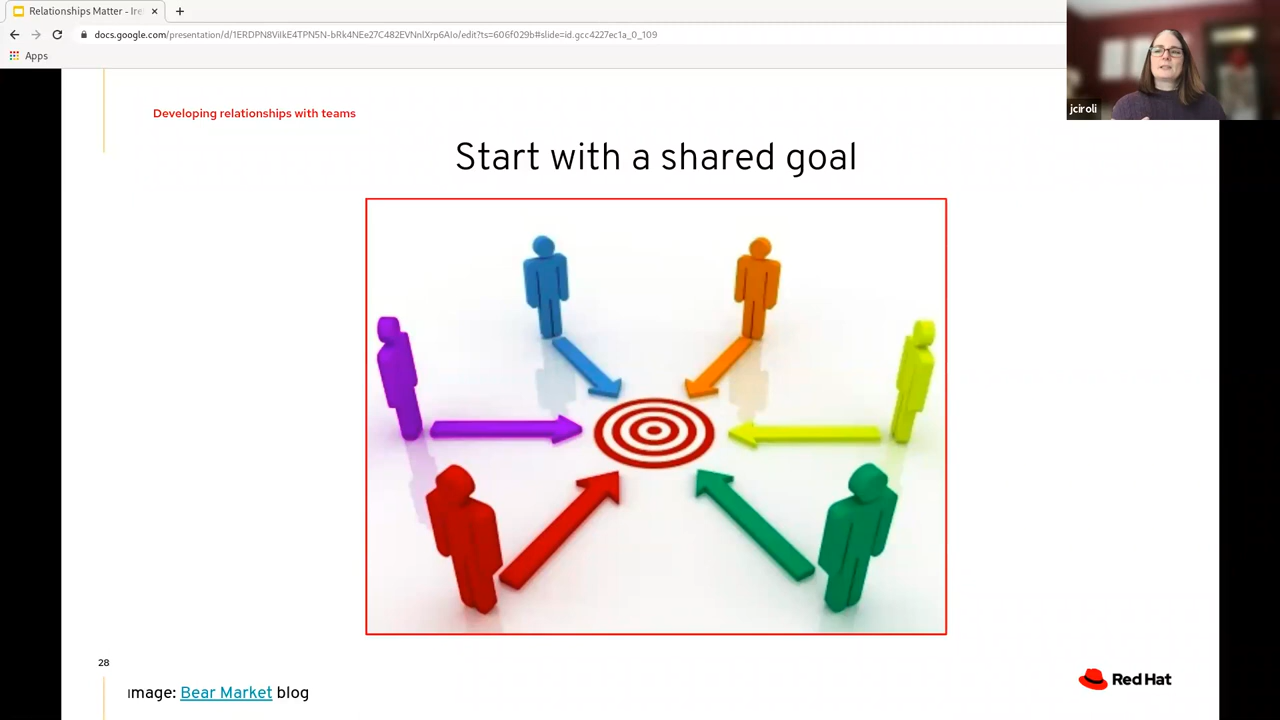 Relationships Matter - Ire
docs.google.com/presentation/d/1ERDPN8VilkE4TPN5N-bRk4NEe27C482EVNnlXrp6AIo/edit?ts=606f029b#slide=id.gcc4227ec1a_0_109
Apps
jciroli
Developing relationships with teams
Start with a shared goal
28
Image: Bear Market blog
Red Hat